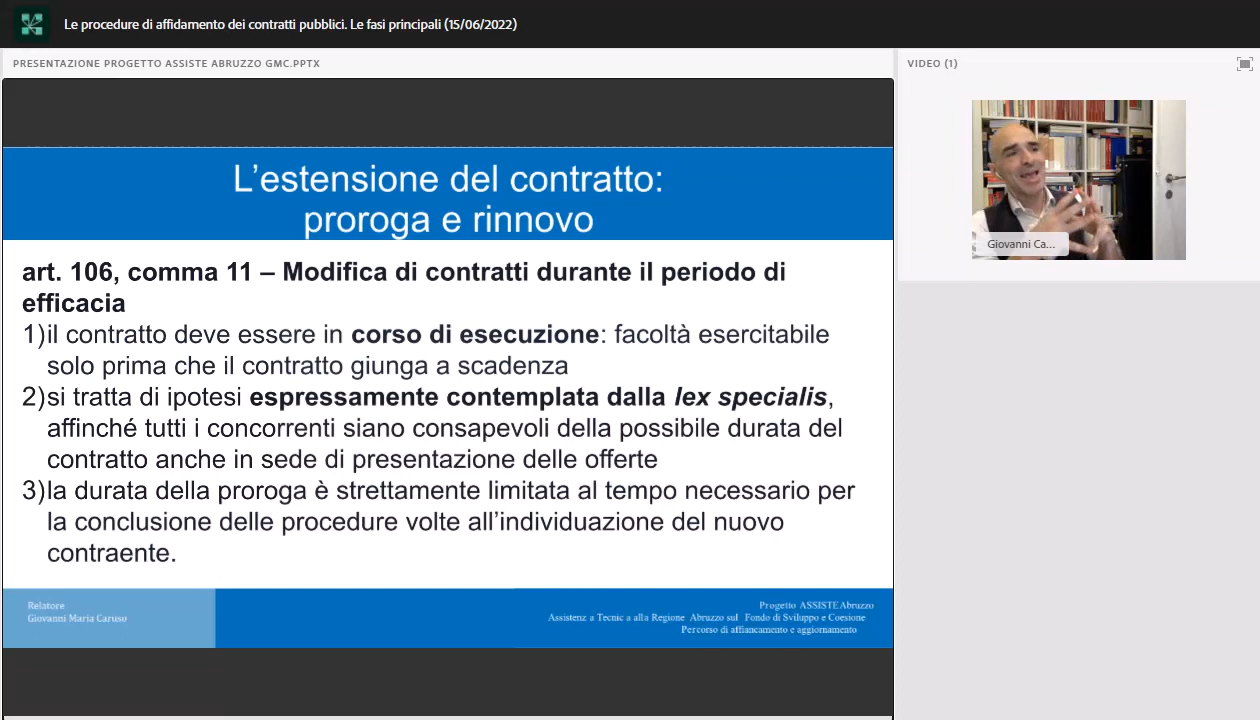 Le procedure di affidamento dei contratti pubblici. Le fasi principali (15/06/2022)
PRESENTAZIONE PROGETTO ASSISTE ABRUZZO GMC.PPTX
VIDEO (1)
L’estensione del contratto:
proroga e rinnovo
art. 106, comma 11 – Modifica di contratti durante il periodo di
efficacia
1)il contratto deve essere in corso di esecuzione: facoltà esercitabile
solo prima che il contratto giunga a scadenza
2)si tratta di ipotesi espressamente contemplata dalla lex specialis,
affinché tutti i concorrenti siano consapevoli della possibile durata del
contratto anche in sede di presentazione delle offerte
3)la durata della proroga è strettamente limitata al tempo necessario per
la conclusione delle procedure volte all’individuazione del nuovo
contraente.
Giovanni Ca...
Relatore
Giovanni Maria Caruso
Progetto ASSISTE Abruzzo
Assistenz a Tecnic a alla Regione Abruzzo sul Fondo di Sviluppo e Coesione
Percorso di affiancamento e aggiornamento